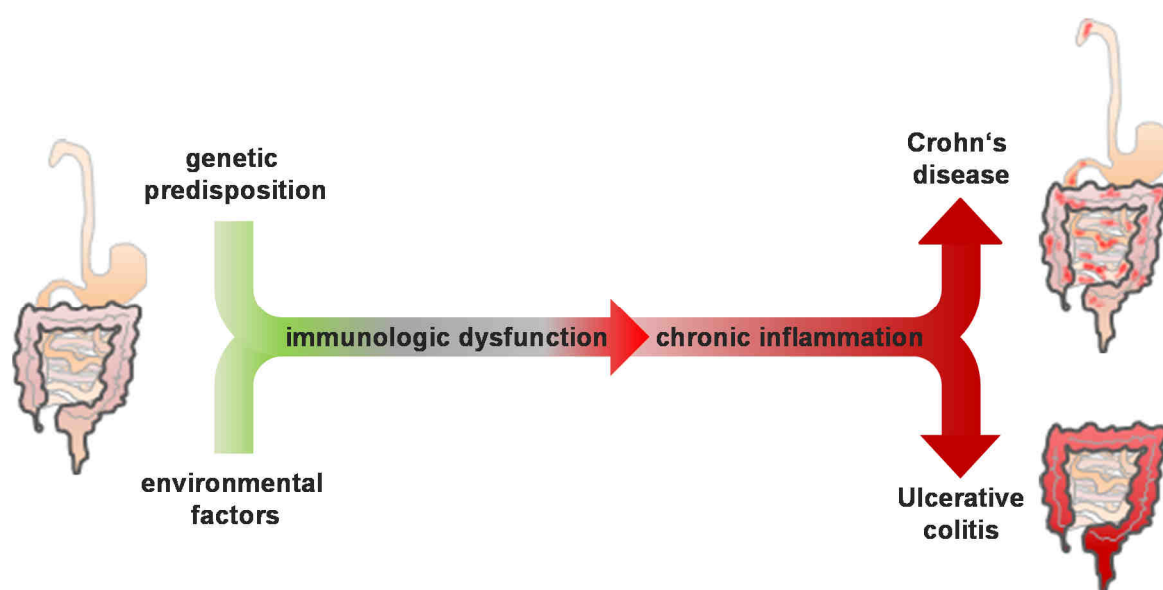 genetic
predisposition
environmental
factors
immunologic dysfunction
chronic inflammation
Crohn‘s
disease
Ulcerative
colitis